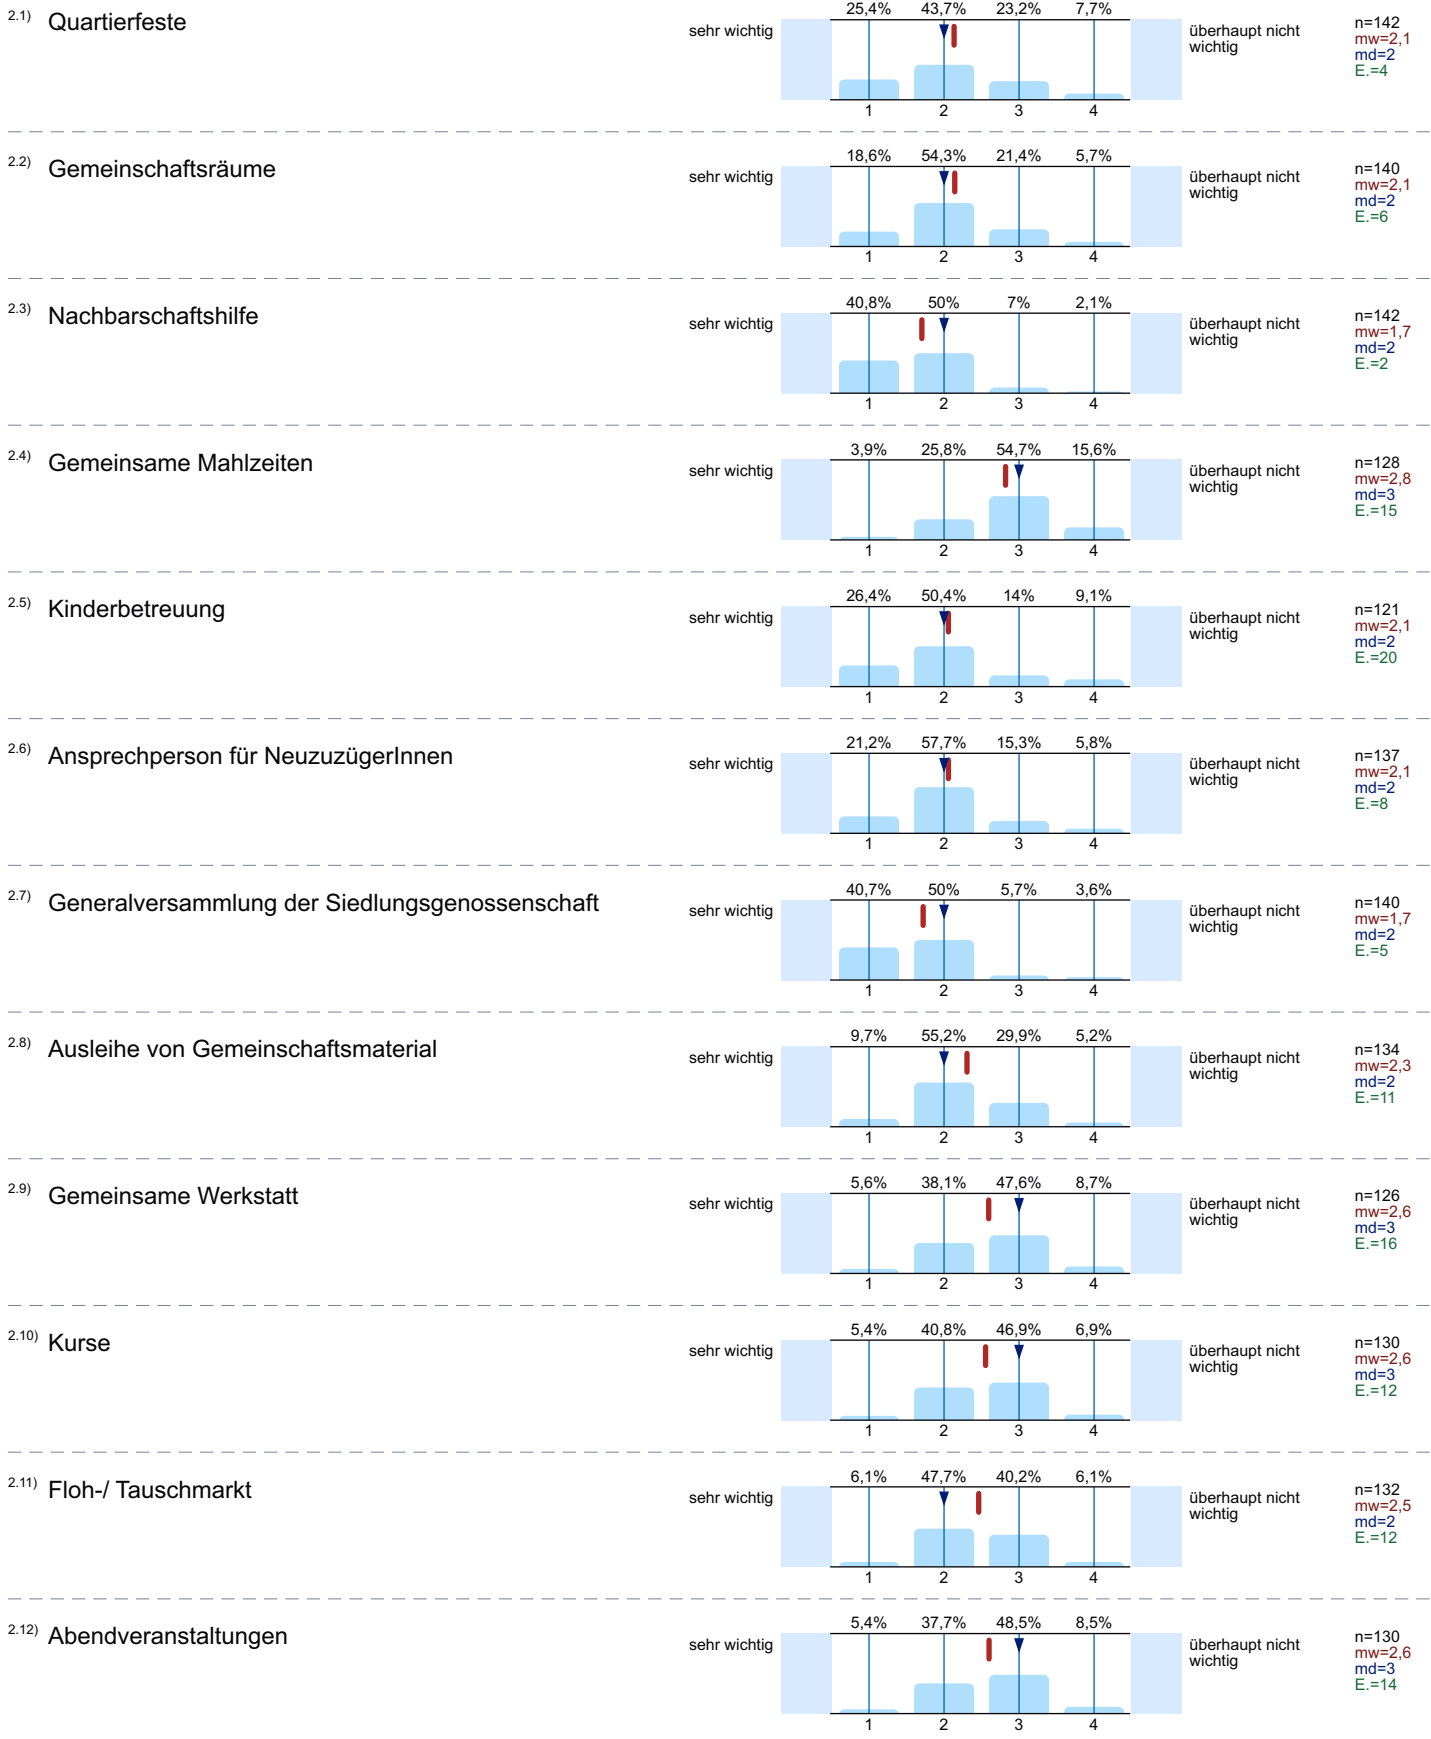 2.1) Quartierfeste
25,4% 43,7% 23,2% 7,7%
sehr wichtig
überhaupt nicht
wichtig
n=142
mw=2,1
md=2
E.=4
1 2 3 4
2.2) Gemeinschaftsräume
18,6% 54,3% 21,4% 5,7%
sehr wichtig
überhaupt nicht
wichtig
n=140
mw=2,1
md=2
E.=6
1 2 3 4
2.3) Nachbarschaftshilfe
40,8% 50% 7% 2,1%
sehr wichtig
überhaupt nicht
wichtig
n=142
mw=1,7
md=2
E.=2
1 2 3 4
2.4) Gemeinsame Mahlzeiten
3,9% 25,8% 54,7% 15,6%
sehr wichtig
überhaupt nicht
wichtig
n=128
mw=2,8
md=3
E.=15
1 2 3 4
2.5) Kinderbetreuung
26,4% 50,4% 14% 9,1%
sehr wichtig
überhaupt nicht
wichtig
n=121
mw=2,1
md=2
E.=20
1 2 3 4
2.6) Ansprechperson für NeuzuzügerInnen
21,2% 57,7% 15,3% 5,8%
sehr wichtig
überhaupt nicht
wichtig
n=137
mw=2,1
md=2
E.=8
1 2 3 4
2.7) Generalversammlung der Siedlungsgenossenschaft
40,7% 50% 5,7% 3,6%
sehr wichtig
überhaupt nicht
wichtig
n=140
mw=1,7
md=2
E.=5
1 2 3 4
2.8) Ausleihe von Gemeinschaftsmaterial
9,7% 55,2% 29,9% 5,2%
sehr wichtig
überhaupt nicht
wichtig
n=134
mw=2,3
md=2
E.=11
1 2 3 4
2.9) Gemeinsame Werkstatt
5,6% 38,1% 47,6% 8,7%
sehr wichtig
überhaupt nicht
wichtig
n=126
mw=2,6
md=3
E.=16
1 2 3 4
2.10) Kurse
5,4% 40,8% 46,9% 6,9%
sehr wichtig
überhaupt nicht
wichtig
n=130
mw=2,6
md=3
E.=12
1 2 3 4
2.11) Floh-/ Tauschmarkt
6,1% 47,7% 40,2% 6,1%
sehr wichtig
überhaupt nicht
wichtig
n=132
mw=2,5
md=2
E.=12
1 2 3 4
2.12) Abendveranstaltungen
5,4% 37,7% 48,5% 8,5%
sehr wichtig
überhaupt nicht
wichtig
n=130
mw=2,6
md=3
E.=14
1 2 3 4